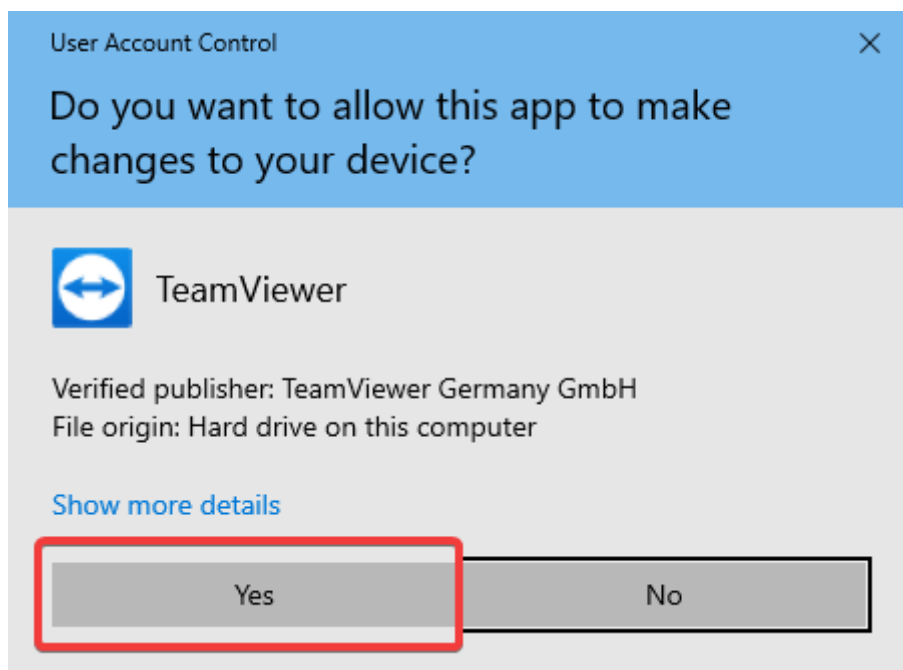 User Account Control
Do you want to allow this app to make
changes to your device?
TeamViewer
Verified publisher: TeamViewer Germany GmbH
File origin: Hard drive on this computer
Show more details
Yes
No